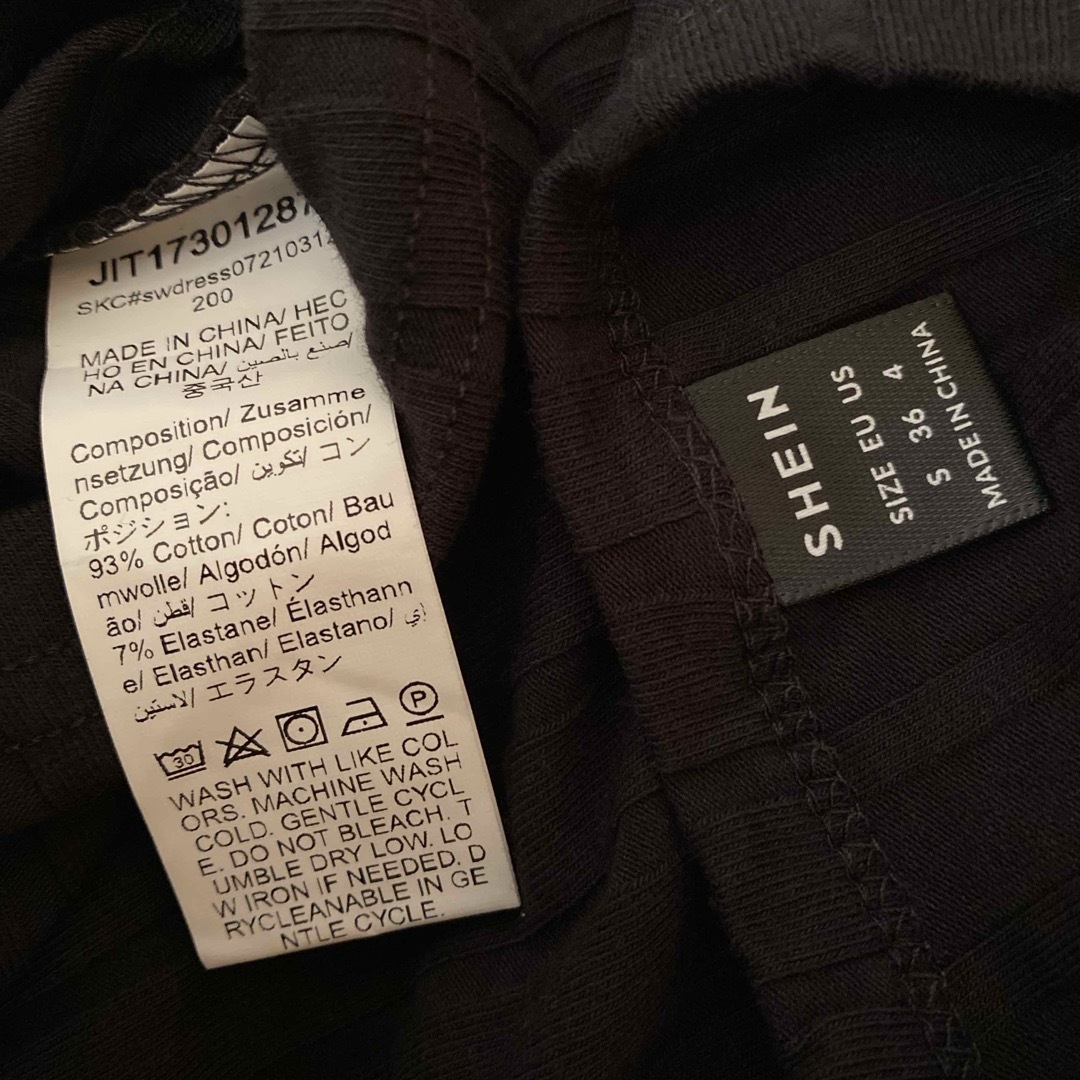 JIT17301287
SKC#swdress0721031
200
MADE IN CHINA/ HEC
HO EN CHINA/ FEITO
NA CHINA/ صنع بالصين/
중국산
Composition/ Zusamme
nsetzung/ Composición/
Composição/ تكوين/ コン
ポジション:
93% Cotton/ Coton/ Bau
mwolle/ Algodón/ Algod
ão/ قطن/ コットン
7% Elastane/ Élasthann
e/ Elasthan/ Elastano/ إي
لاستين/ エラスタン
30
P
WASH WITH LIKE COL
ORS. MACHINE WASH
COLD. GENTLE CYCL
E. DO NOT BLEACH. T
UMBLE DRY LOW. LO
W IRON IF NEEDED. D
RYCLEANABLE IN GE
NTLE CYCLE.
SHEIN
SIZE EU US
S 36 4
MADE IN CHINA